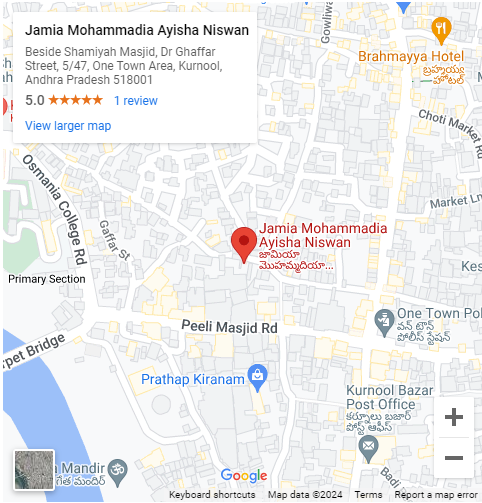 Jamia Mohammadia Ayisha Niswan
Beside Shamiyah Masjid, Dr Ghaffar
Street, 5/47, One Town Area, Kurnool,
Andhra Pradesh 518001
5.0
1 review
View larger map
Gowliwa
Brahmayya Hotel
బ్రహ్మయ్య
హోటల్
Choti Market Rd
Osmania College Rd
Market Ln
Gaffar St
Jamia Mohammadia
Ayisha Niswan
జామియా
మొహమ్మదియా...
Kes
Primary Section
One Town Pol
వన్ టౌన్
పోలీస్ స్టేషన్
Peeli Masjid Rd
rpet Bridge
Prathap Kiranam
Kurnool Bazar
Post Office
కర్నూలు బజార్
పోస్ట్ ఆఫీస్
Mandir
గీత మందిర్
Badi
Google
Keyboard shortcuts
Map data ©2024
Terms
Report a map error